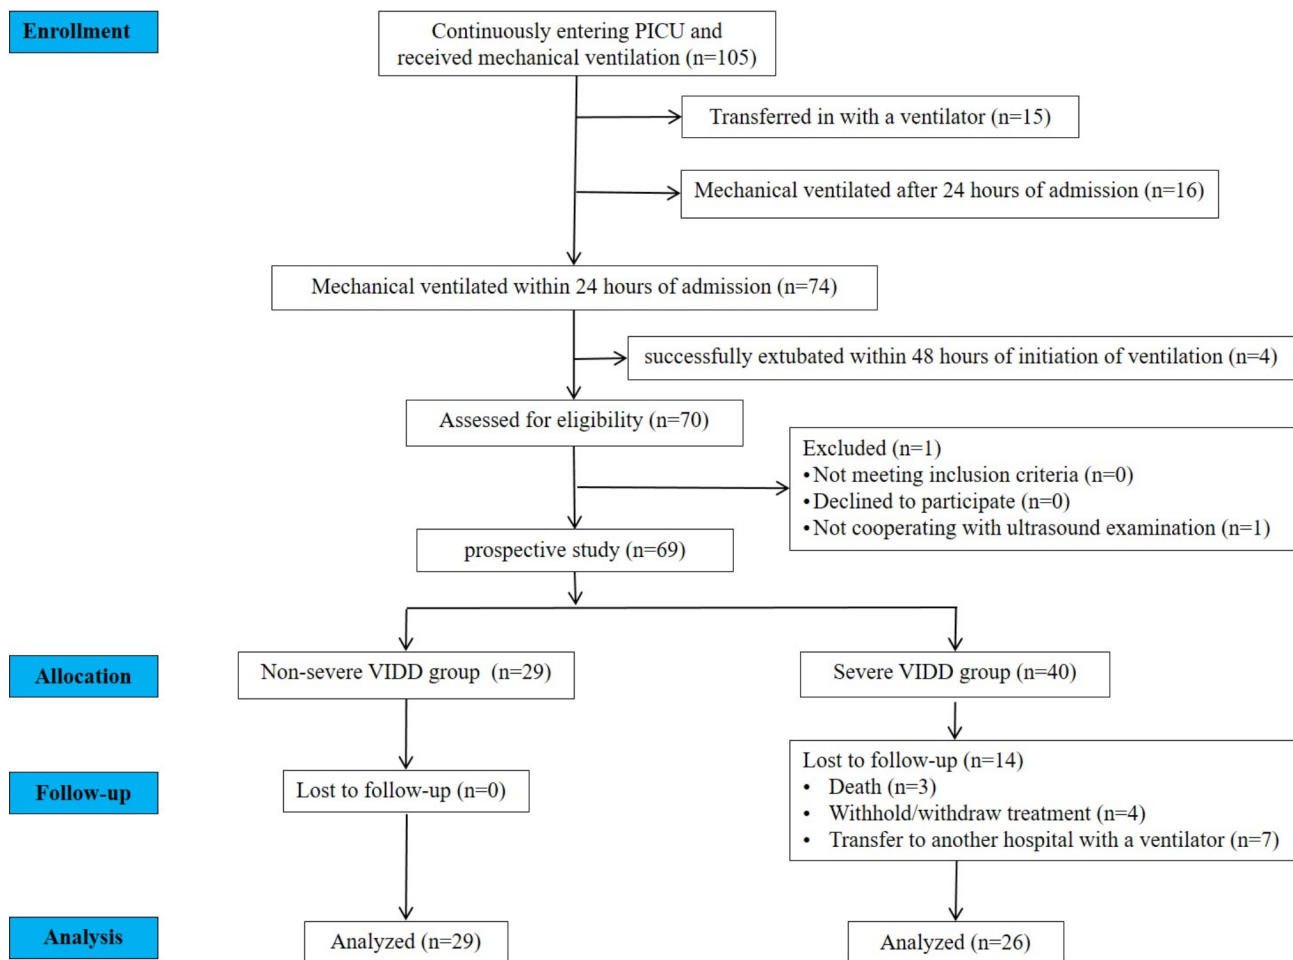 Enrollment
Continuously entering PICU and
received mechanical ventilation (n=105)
Transferred in with a ventilator (n=15)
Mechanical ventilated after 24 hours of admission (n=16)
Mechanical ventilated within 24 hours of admission (n=74)
successfully extubated within 48 hours of initiation of ventilation (n=4)
Assessed for eligibility (n=70)
Excluded (n=1)
•Not meeting inclusion criteria (n=0)
•Declined to participate (n=0)
•Not cooperating with ultrasound examination (n=1)
prospective study (n=69)
Allocation
Non-severe VIDD group (n=29)
Severe VIDD group (n=40)
Follow-up
Lost to follow-up (n=0)
Lost to follow-up (n=14)
• Death (n=3)
• Withhold/withdraw treatment (n=4)
• Transfer to another hospital with a ventilator (n=7)
Analysis
Analyzed (n=29)
Analyzed (n=26)